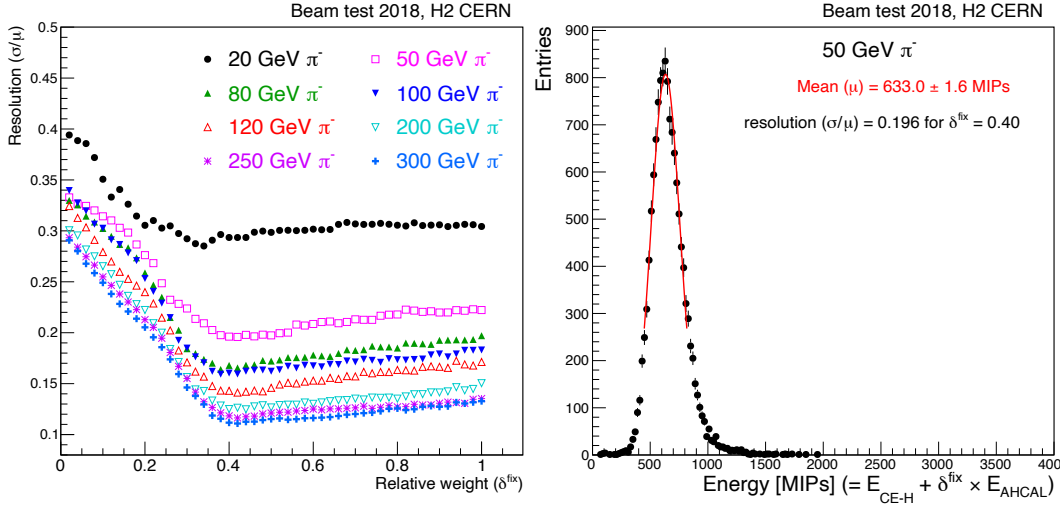 Beam test 2018, H2 CERN
Resolution (σ/μ)
0.5
0.45
0.4
0.35
0.3
0.25
0.2
0.15
0.1
20 GeV π⁻
50 GeV π⁻
80 GeV π⁻
100 GeV π⁻
120 GeV π⁻
200 GeV π⁻
250 GeV π⁻
300 GeV π⁻
0 0.2 0.4 0.6 0.8 1
Relative weight (δ^fix)
Beam test 2018, H2 CERN
Entries
900
800
700
600
500
400
300
200
100
0
50 GeV π⁻
Mean (μ) = 633.0 ± 1.6 MIPs
resolution (σ/μ) = 0.196 for δ^fix = 0.40
0 500 1000 1500 2000 2500 3000 3500 400
Energy [MIPs] (= E_CE-H + δ^fix × E_AHCAL)